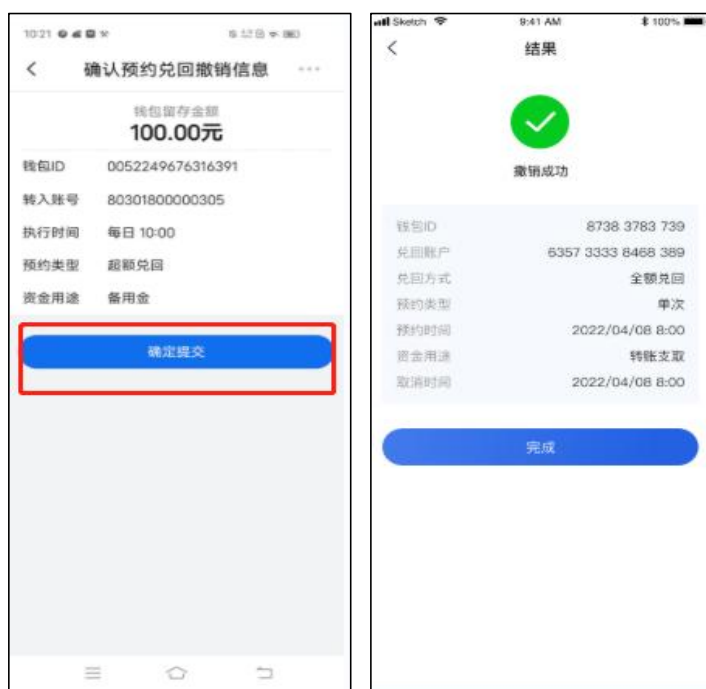 10:21
确认预约兑回撤销信息
钱包留存金额
100.00元
钱包ID 0052249676316391
转入账号 80301800000305
执行时间 每日 10:00
预约类型 超额兑回
资金用途 备用金
确定提交
Sketch 9:41 AM 100%
结果
撤销成功
钱包ID 8738 3783 739
兑回账户 6357 3333 8468 389
兑回方式 全额兑回
预约类型 单次
预约时间 2022/04/08 8:00
资金用途 转账支取
取消时间 2022/04/08 8:00
完成